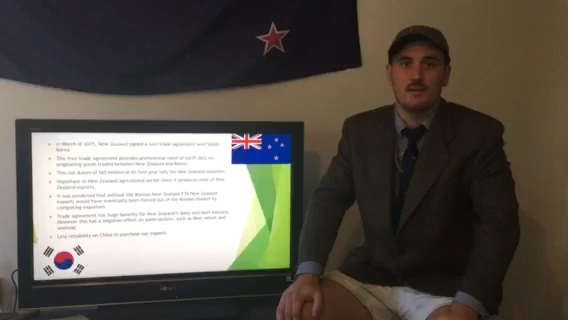 In March of 2015, New Zealand signed a free trade agreement with South
Korea
This free trade agreement provides preferential rates of tariff duty on
originating goods traded between New Zealand and Korea
This cut duties of $65 million in its first year only for New Zealand exporters.
Important to New Zealand agricultural sector since it produces most of New
Zealand exports.
It was predicted that without the Korean-New Zealand FTA New Zealand
exports would have eventually been forced out of the Korean market by
competing exporters
Trade agreement has huge benefits for New Zealand's dairy and beef industry.
However this has a negative effect on some sectors, such as deer velvet and
seafood
Less reliability on China to purchase our exports